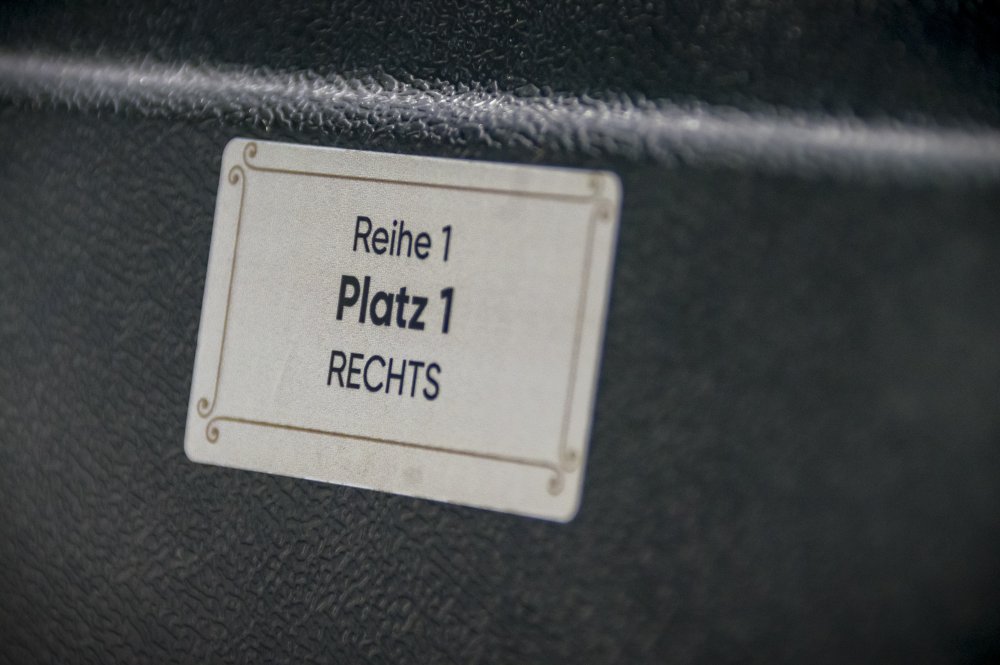 Reihe 1
Platz 1
RECHTS